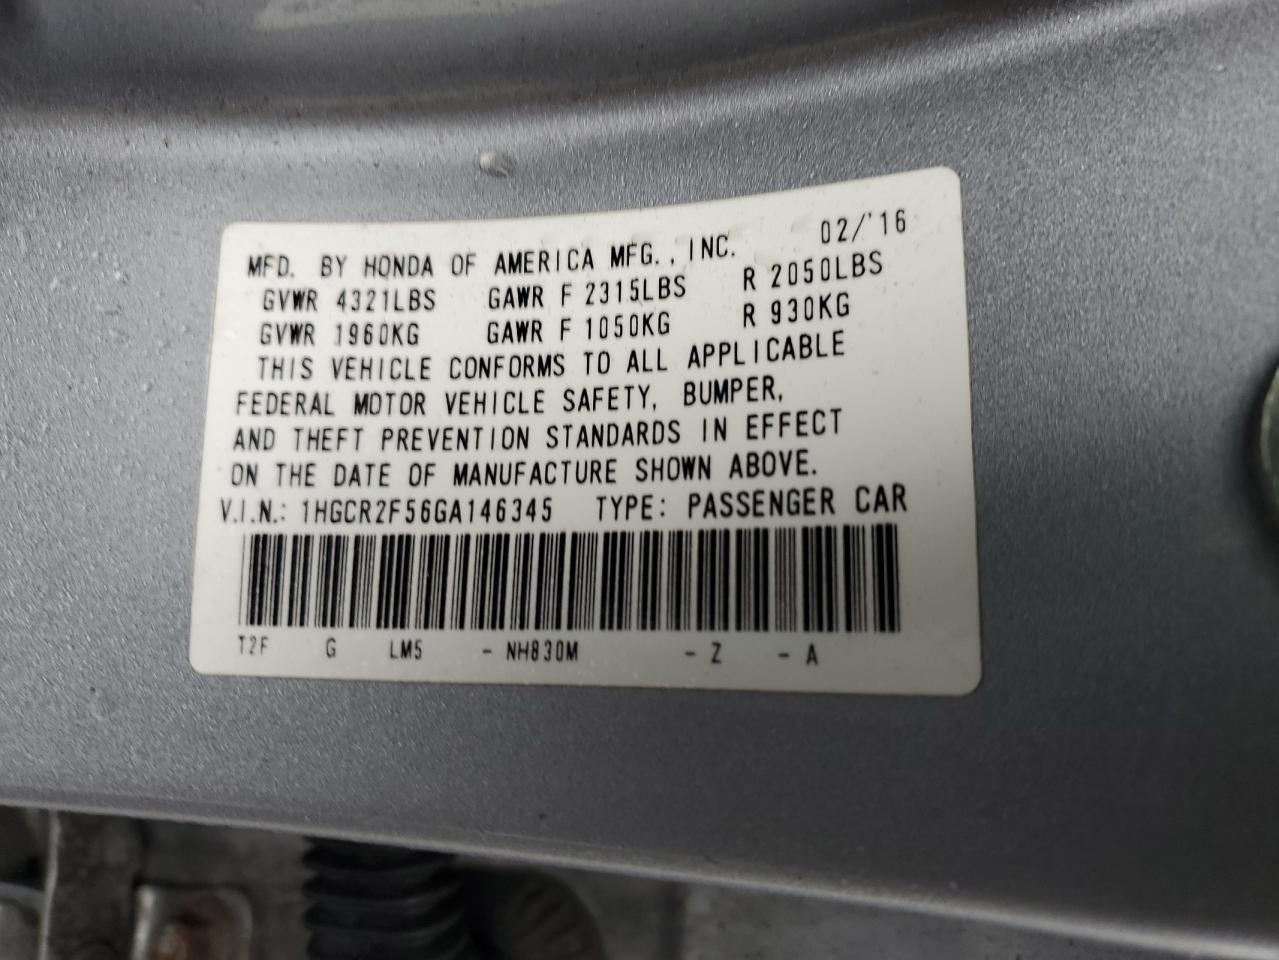 02/'16
MFD. BY HONDA OF AMERICA MFG., INC.
GVWR 4321LBS GAWR F 2315LBS R 2050LBS
GVWR 1960KG GAWR F 1050KG R 930KG
THIS VEHICLE CONFORMS TO ALL APPLICABLE
FEDERAL MOTOR VEHICLE SAFETY, BUMPER,
AND THEFT PREVENTION STANDARDS IN EFFECT
ON THE DATE OF MANUFACTURE SHOWN ABOVE.
V.I.N.: 1HGCR2F56GA146345 TYPE: PASSENGER CAR
T2F G LM5 - NH830M - Z - A